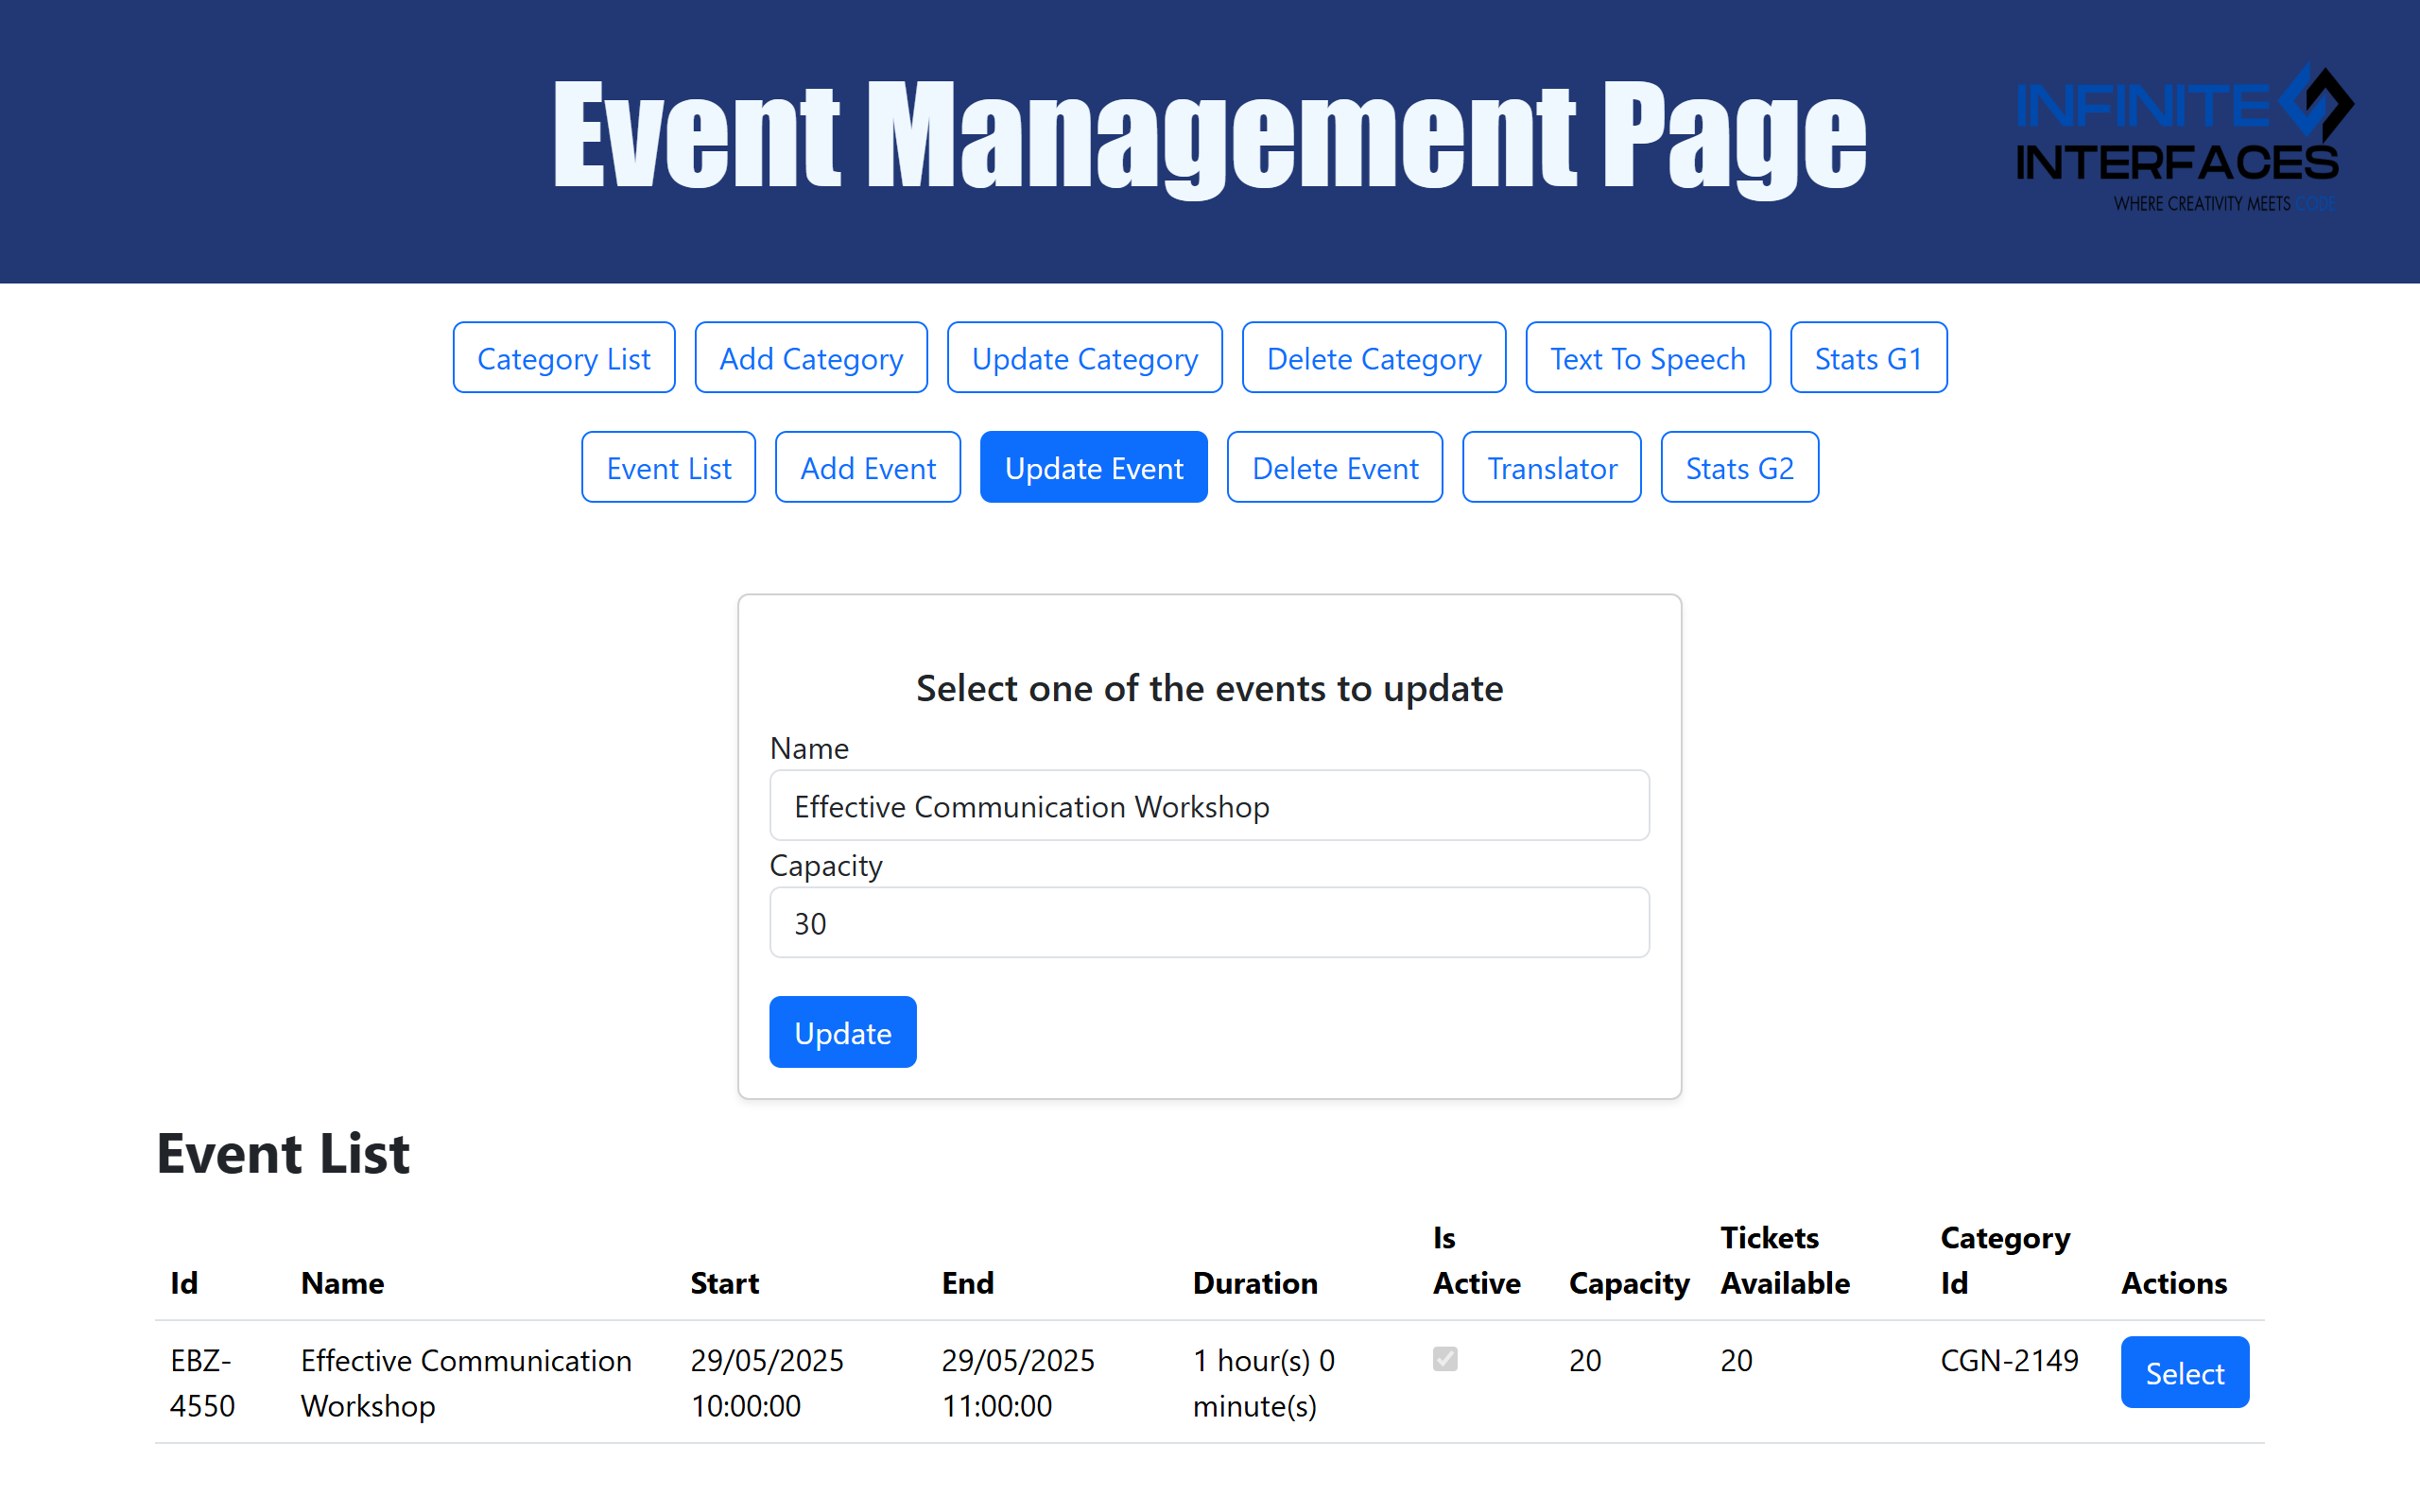 Event Management Page
INFINITE
INTERFACES
WHERE CREATIVITY MEETS CODE
Category List Add Category Update Category Delete Category Text To Speech Stats G1
Event List Add Event Update Event Delete Event Translator Stats G2
Select one of the events to update
Name
Effective Communication Workshop
Capacity
30
Update
Event List
Id Name Start End Duration Is Active Capacity Tickets Available Category Id Actions
EBZ-4550 Effective Communication Workshop 29/05/2025 10:00:00 29/05/2025 11:00:00 1 hour(s) 0 minute(s) 20 20 CGN-2149 Select